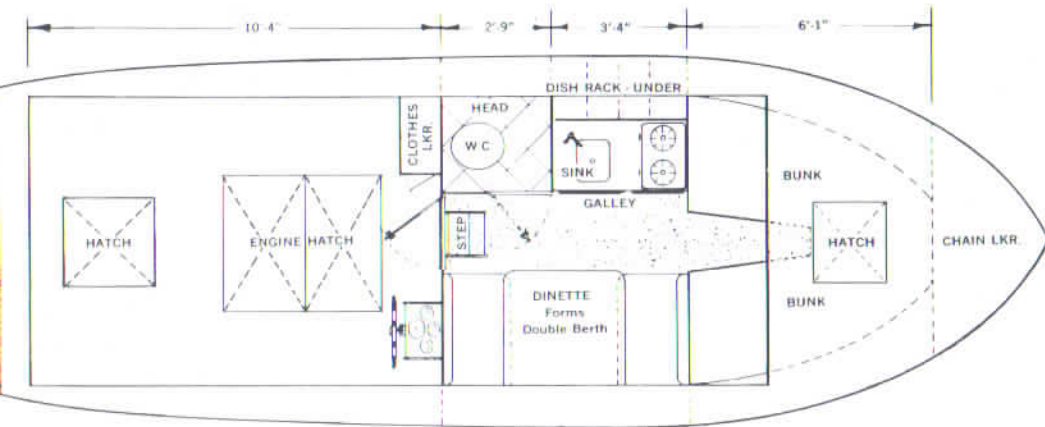 10'-4"
2'-9"
3'-4"
6'-1"
DISH RACK - UNDER
CLOTHES
LKR.
HEAD
WC
SINK
GALLEY
BUNK
HATCH
ENGINE HATCH
STEP
HATCH
CHAIN LKR.
DINETTE
Forms
Double Berth
BUNK